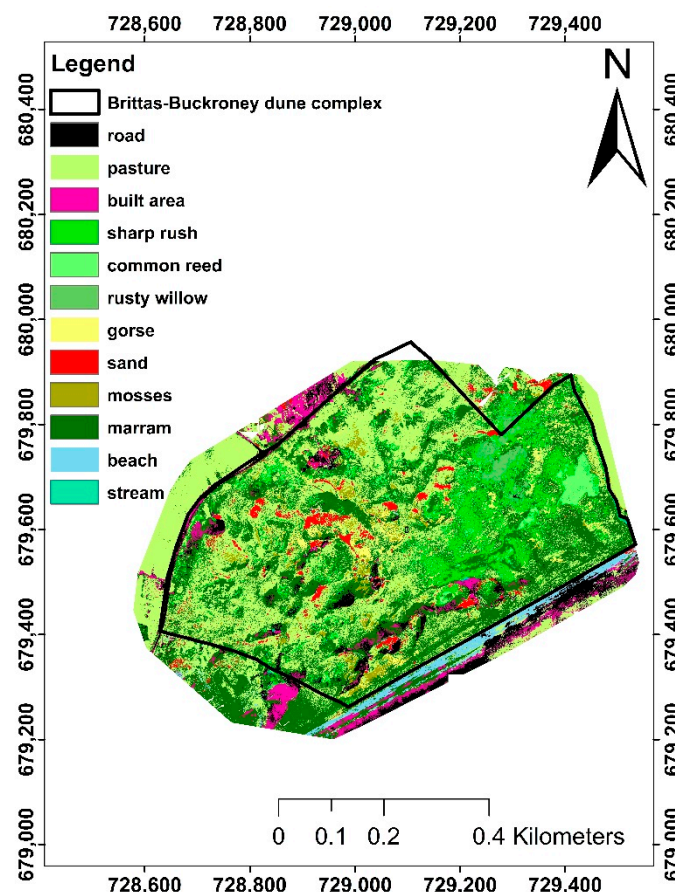 728,600 728,800 729,000 729,200 729,400
Legend
N
Brittas-Buckroney dune complex
road
pasture
built area
sharp rush
common reed
rusty willow
gorse
sand
mosses
marram
beach
stream
680,400 680,400
680,200 680,200
680,000 680,000
679,800 679,800
679,600 679,600
679,400 679,400
679,200 679,200
679,000 679,000
0 0.1 0.2 0.4 Kilometers
728,600 728,800 729,000 729,200 729,400